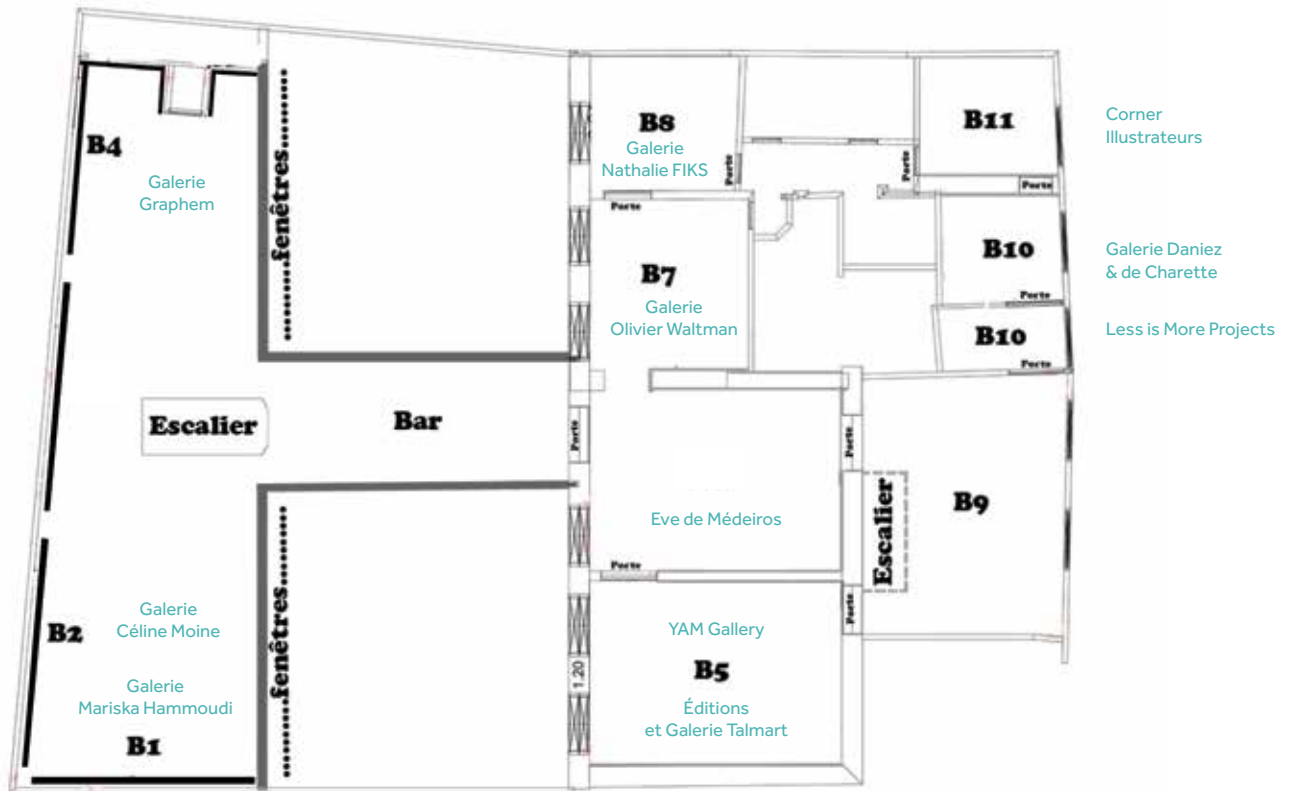 B4
Galerie
Graphem
......fenêtres......
B8
Galerie
Nathalie FIKS
Porte
Porte
B11
Porte
Corner
Illustrateurs
Porte
B7
Galerie
Olivier Waltman
B10
Porte
Galerie Daniez
& de Charette
B10
Porte
Less is More Projects
Escalier
Bar
Porte
Porte
Eve de Médeiros
Escalier
B9
Porte
Porte
B2
Galerie
Céline Moine
Galerie
Mariska Hammoudi
B1
......fenêtres......
1.20
YAM Gallery
B5
Éditions
et Galerie Talmart